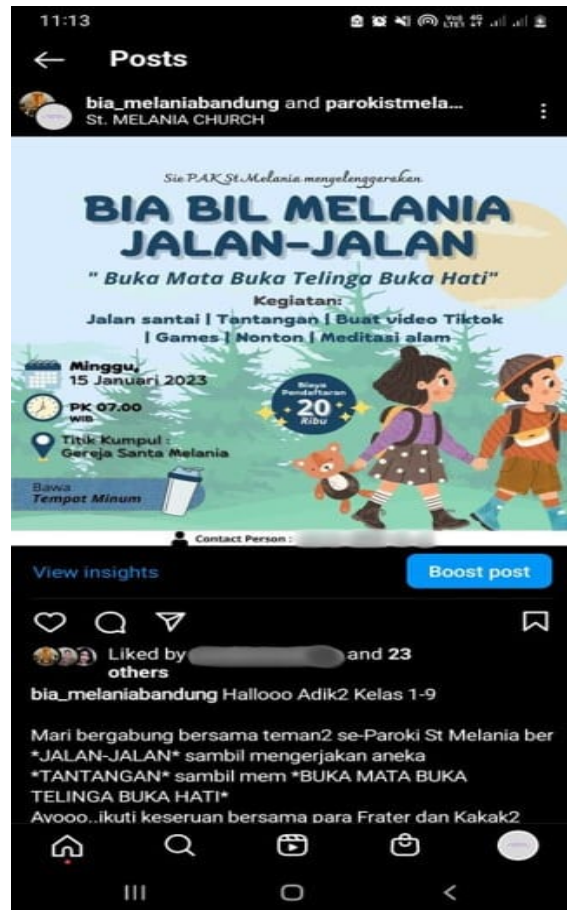 11:13
Posts
bia_melaniabandung and parokistmela...
St. MELANIA CHURCH
Sie PAK St.Melania menyelenggarakan
BIA BIL MELANIA
JALAN-JALAN
" Buka Mata Buka Telinga Buka Hati"
Kegiatan:
Jalan santai | Tantangan | Buat video Tiktok
| Games | Nonton | Meditasi alam
Minggu,
15 Januari 2023
PK 07.00
WIB
Titik Kumpul :
Gereja Santa Melania
Biaya
Pendaftaran
20
Ribu
Bawa
Tempat Minum
Contact Person :
View insights
Boost post
Liked by
and 23
others
bia_melaniabandung Hallooo Adik2 Kelas 1-9
Mari bergabung bersama teman2 se-Paroki St Melania ber
*JALAN-JALAN* sambil mengerjakan aneka
*TANTANGAN* sambil mem *BUKA MATA BUKA
TELINGA BUKA HATI*
Ayooo..ikuti keseruan bersama para Frater dan Kakak2